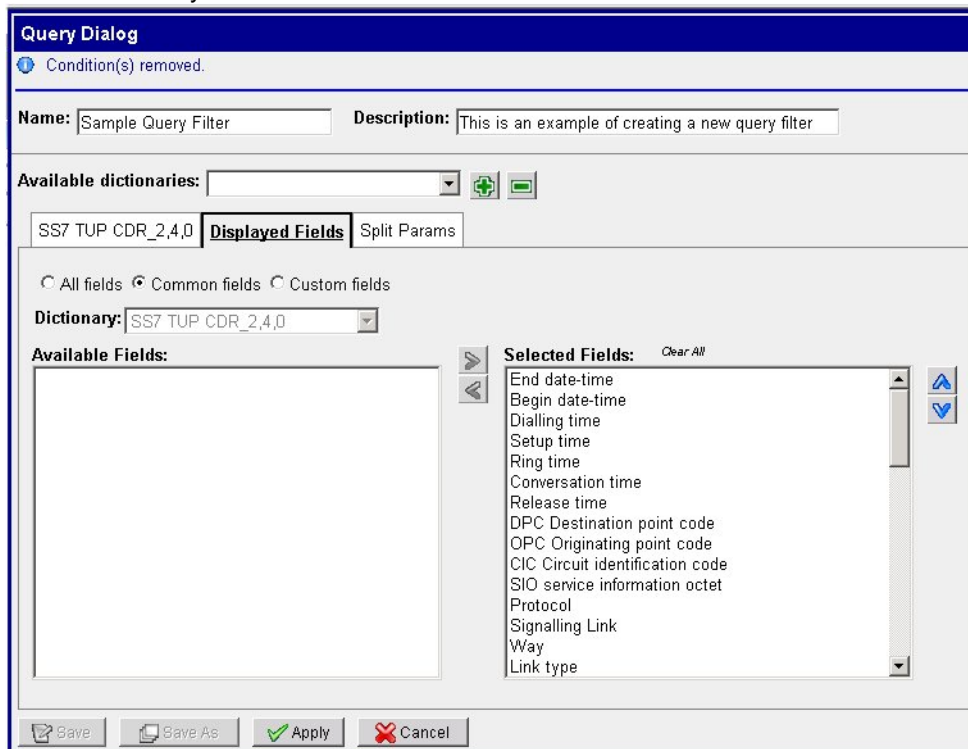 Query Dialog
Condition(s) removed.
Name: Sample Query Filter Description: This is an example of creating a new query filter
Available dictionaries:
SS7 TUP CDR_2,4,0 Displayed Fields Split Params
All fields Common fields Custom fields
Dictionary: SS7 TUP CDR_2,4,0
Available Fields:
Selected Fields: Clear All
End date-time
Begin date-time
Dialling time
Setup time
Ring time
Conversation time
Release time
DPC Destination point code
OPC Originating point code
CIC Circuit identification code
SIO service information octet
Protocol
Signalling Link
Way
Link type
Save Save As Apply Cancel